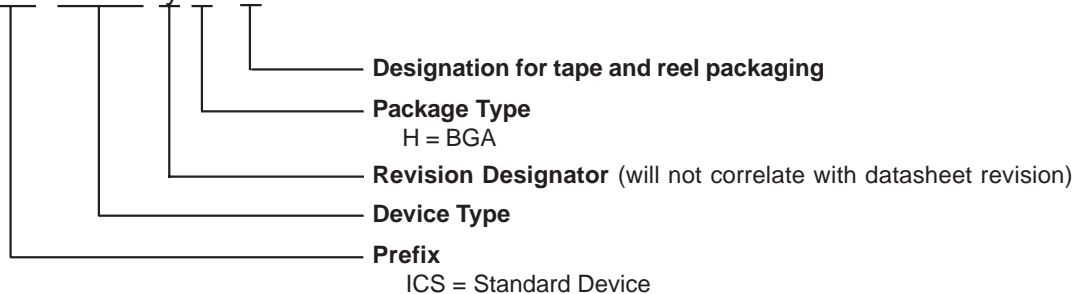 Designation for tape and reel packaging
Package Type
H = BGA
Revision Designator (will not correlate with datasheet revision)
Device Type
Prefix
ICS = Standard Device